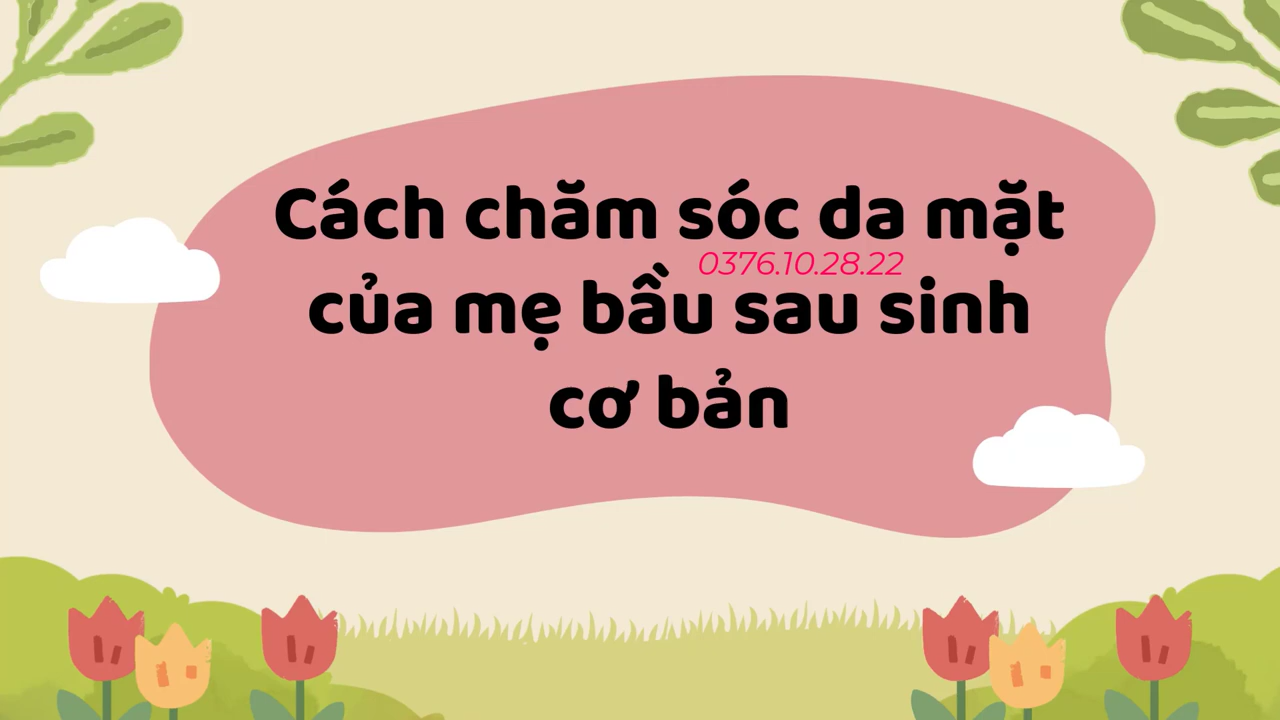 Cách chăm sóc da mặt
0376.10.28.22
của mẹ bầu sau sinh
cơ bản